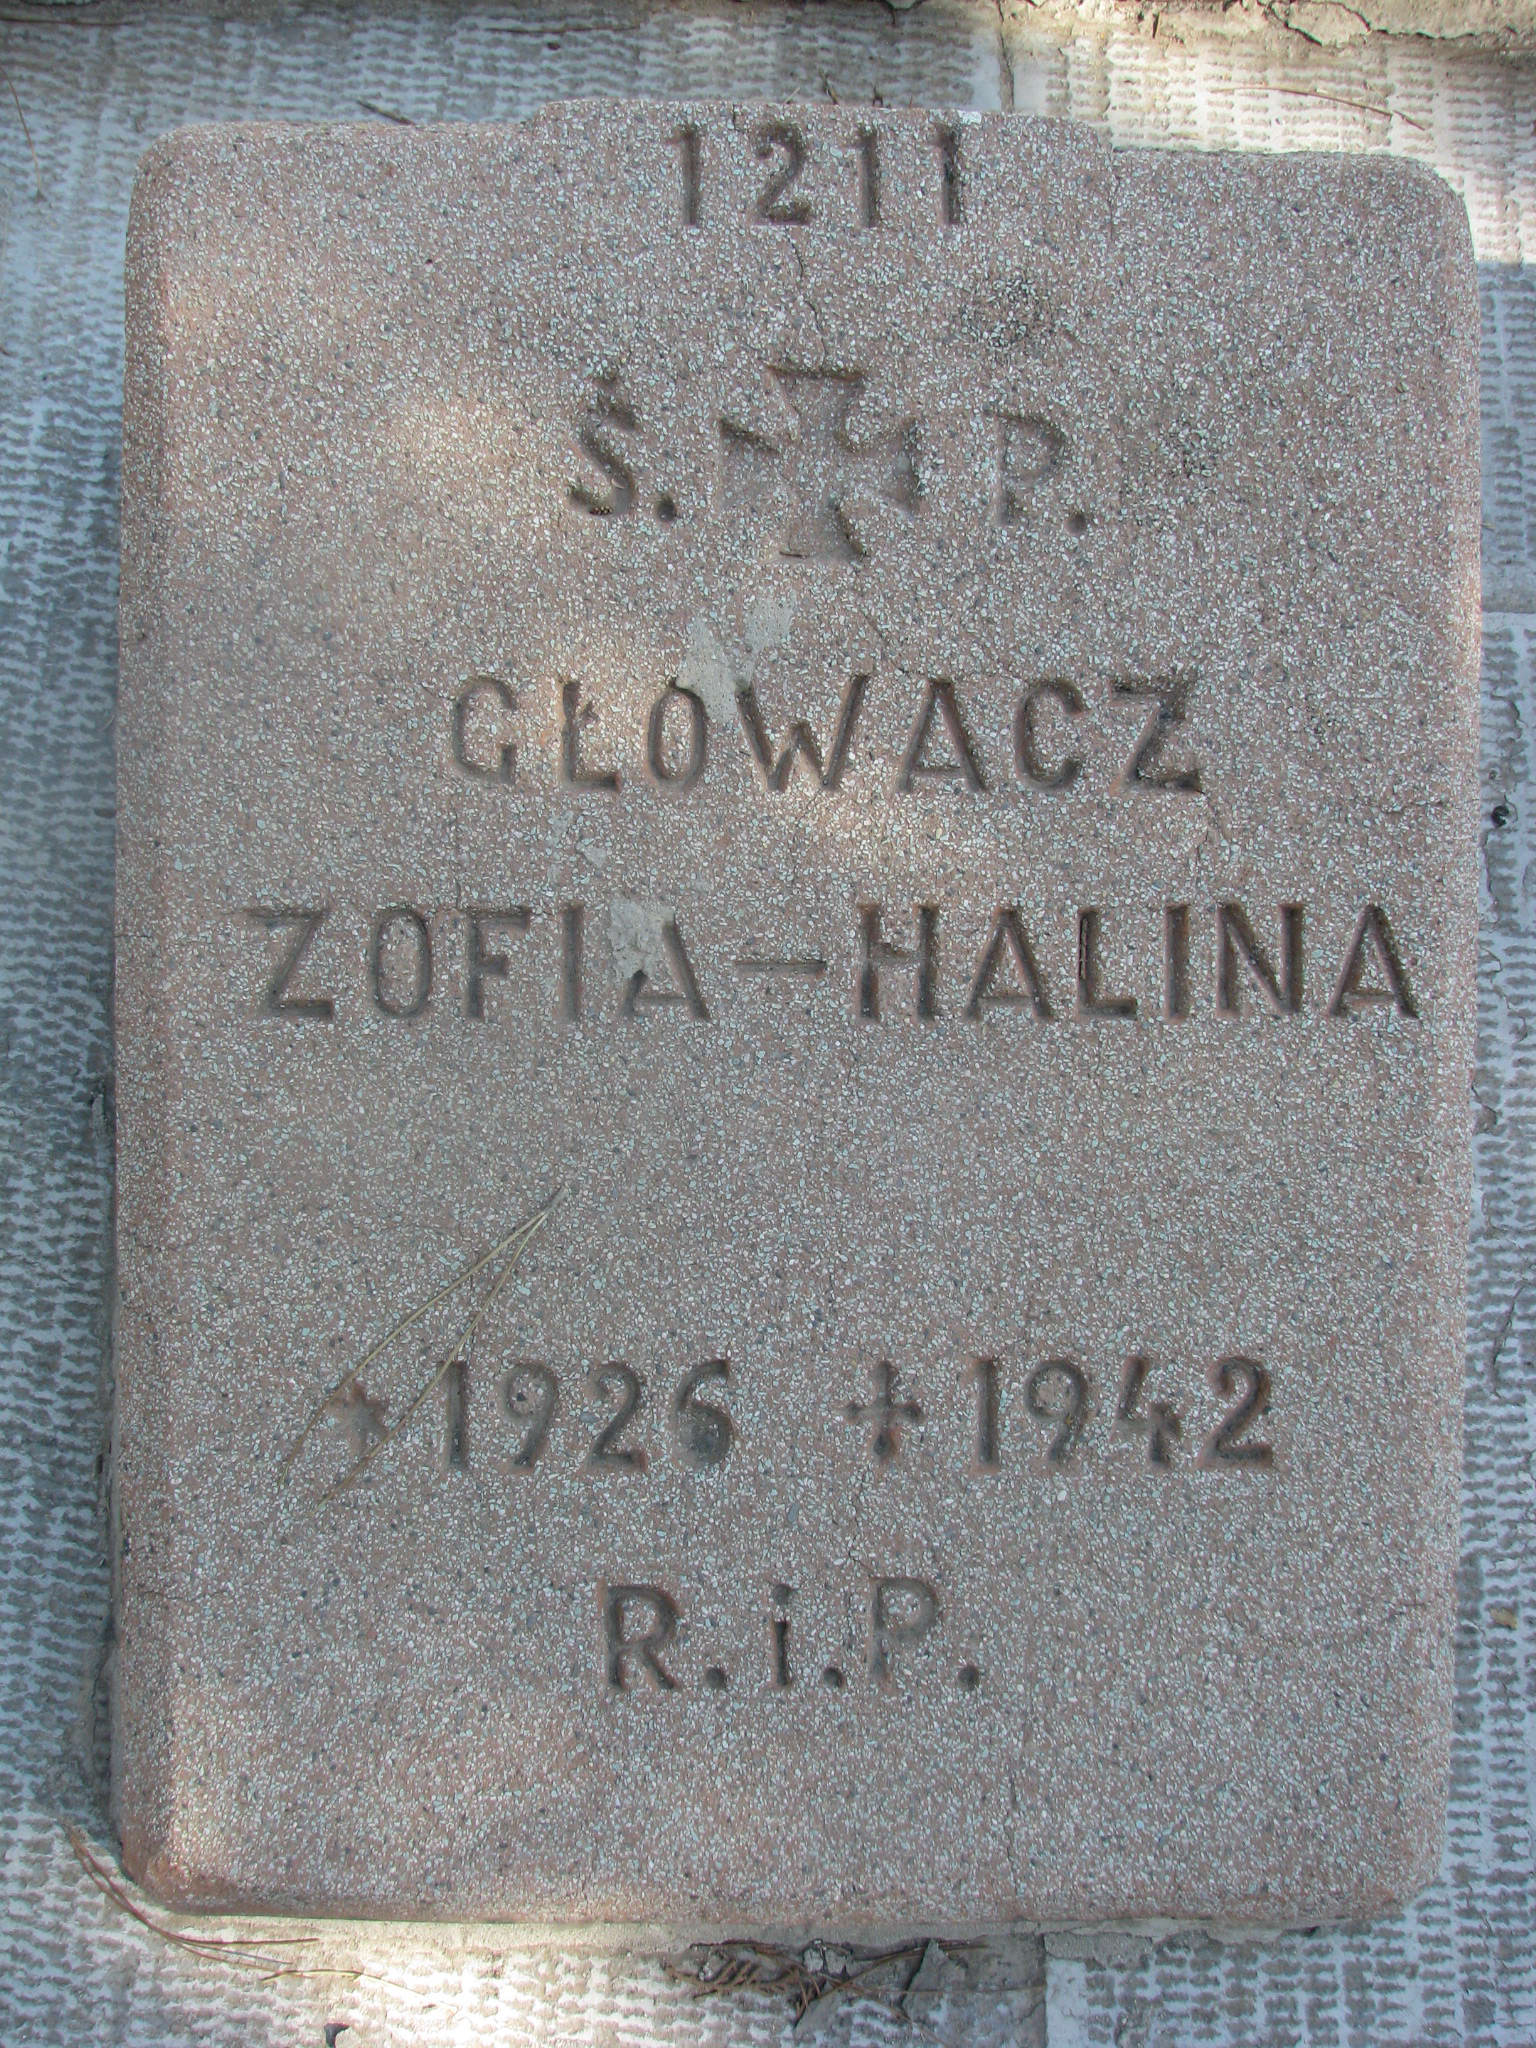 1211
Ś. P.
GŁOWACZ
ZOFIA - HALINA
* 1926 + 1942
R.i.P.